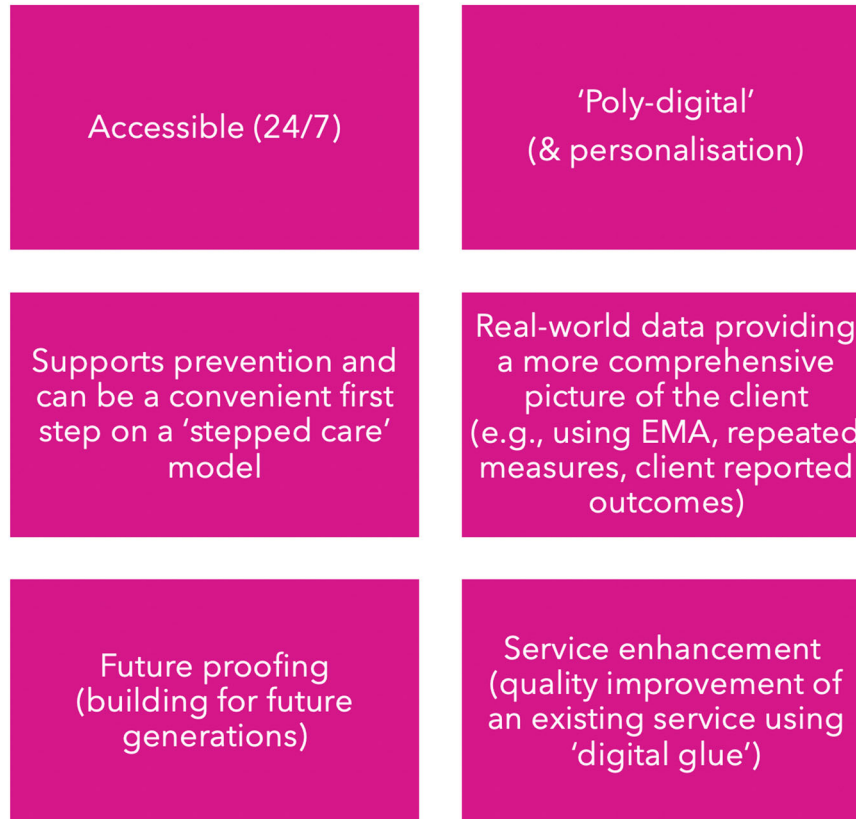 Accessible (24/7)
‘Poly-digital’
(& personalisation)
Supports prevention and
can be a convenient first
step on a ‘stepped care’
model
Real-world data providing
a more comprehensive
picture of the client
(e.g., using EMA, repeated
measures, client reported
outcomes)
Future proofing
(building for future
generations)
Service enhancement
(quality improvement of
an existing service using
‘digital glue’)